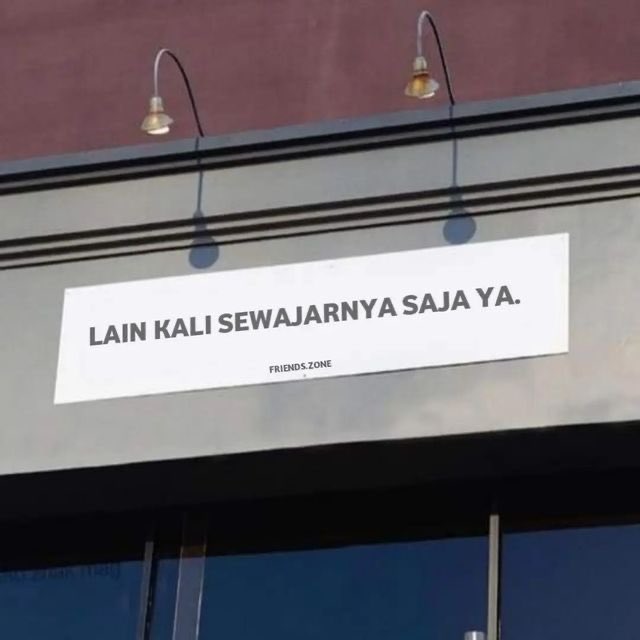 LAIN KALI SEWAJARNYA SAJA YA.
FRIENDS.ZONE